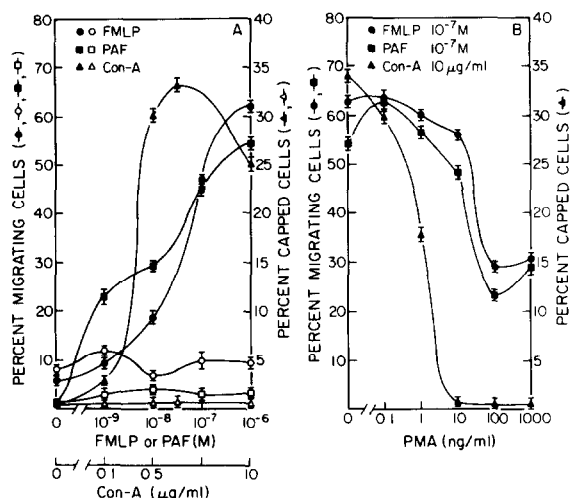 PERCENT MIGRATING CELLS (●,○,■,□)
80
70
60
50
40
30
20
10
●○ FMLP
■□ PAF
▲△ Con-A
A
40
35
30
25
20
15
10
5
PERCENT CAPPED CELLS (▲,△)
0 10⁻⁹ 10⁻⁸ 10⁻⁷ 10⁻⁶
FMLP or PAF (M)
0 0.1 0.5 1.0
Con-A (μg/ml)
PERCENT MIGRATING CELLS (●,■)
80
70
60
50
40
30
20
10
B
● FMLP 10⁻⁷M
■ PAF 10⁻⁷M
▲ Con-A 10 μg/ml
40
35
30
25
20
15
10
5
PERCENT CAPPED CELLS (▲)
0 0.1 1 10 100 1000
PMA (ng/ml)